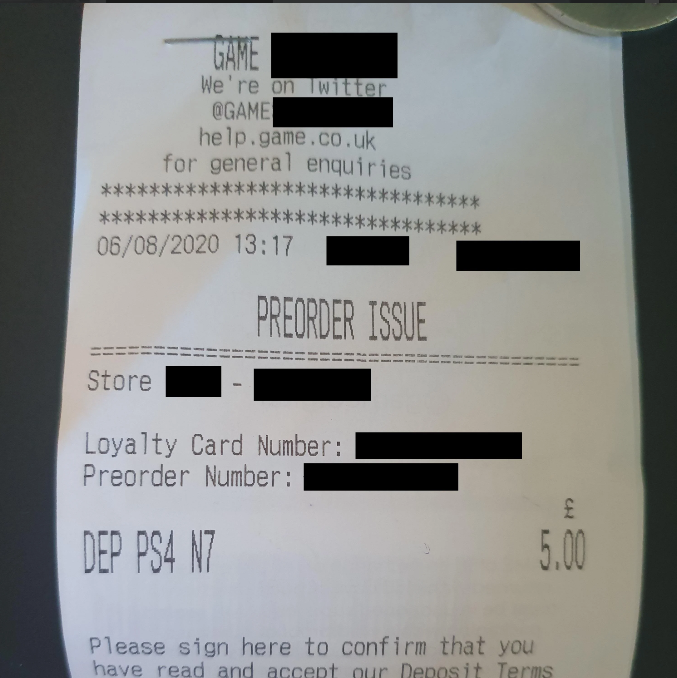 GAME
We're on Twitter
@GAME
help.game.co.uk
for general enquiries
*******************************
*******************************
06/08/2020 13:17
PREORDER ISSUE
================================================
Store -
Loyalty Card Number:
Preorder Number:
£
DEP PS4 N7 5.00
Please sign here to confirm that you
have read and accept our Deposit Terms